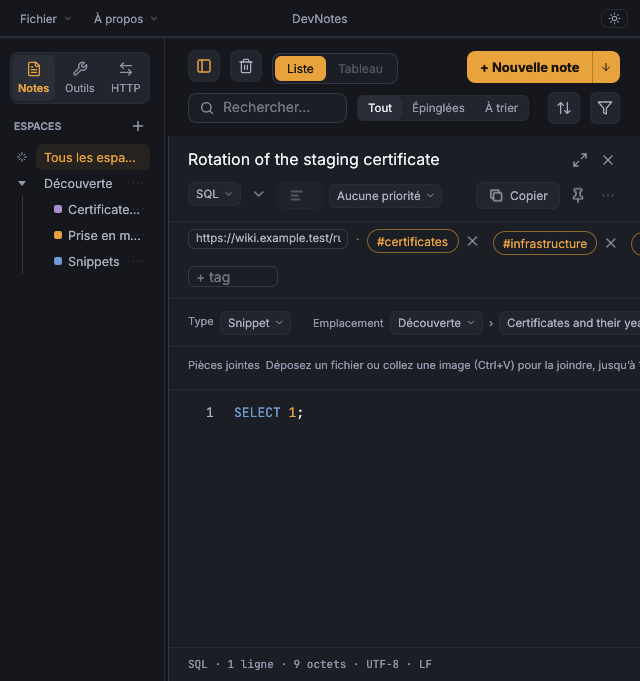 Fichier À propos DevNotes
Notes Outils HTTP
Liste Tableau + Nouvelle note
Rechercher... Tout Épinglées À trier
ESPACES
Tous les espa...
Découverte
Certificate...
Prise en m...
Snippets
Rotation of the staging certificate
SQL Aucune priorité Copier
https://wiki.example.test/ru · #certificates #infrastructure
+ tag
Type Snippet Emplacement Découverte › Certificates and their yea
Pièces jointes Déposez un fichier ou collez une image (Ctrl+V) pour la joindre, jusqu'à
1 SELECT 1;
SQL · 1 ligne · 9 octets · UTF-8 · LF